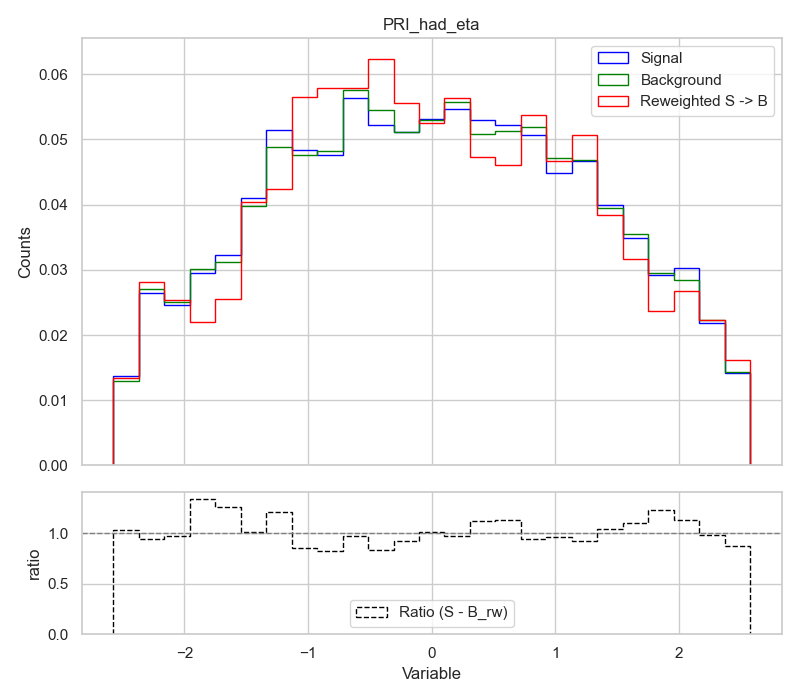 PRI_had_eta
Signal
Background
Reweighted S -> B
Counts
0.06
0.05
0.04
0.03
0.02
0.01
0.00
ratio
1.0
0.5
0.0
Ratio (S - B_rw)
−2 −1 0 1 2
Variable